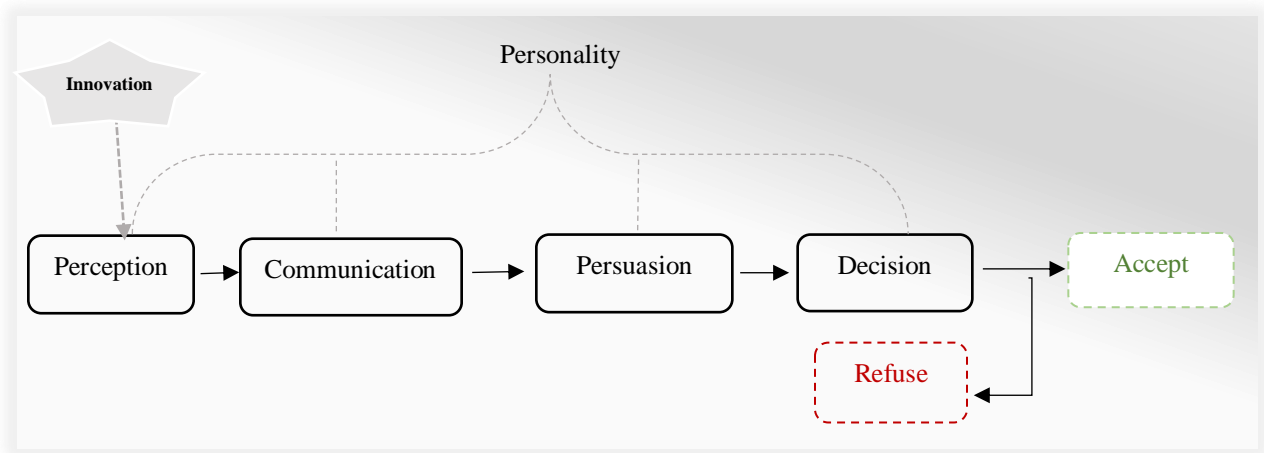 Personality
Innovation
Perception
Communication
Persuasion
Decision
Accept
Refuse